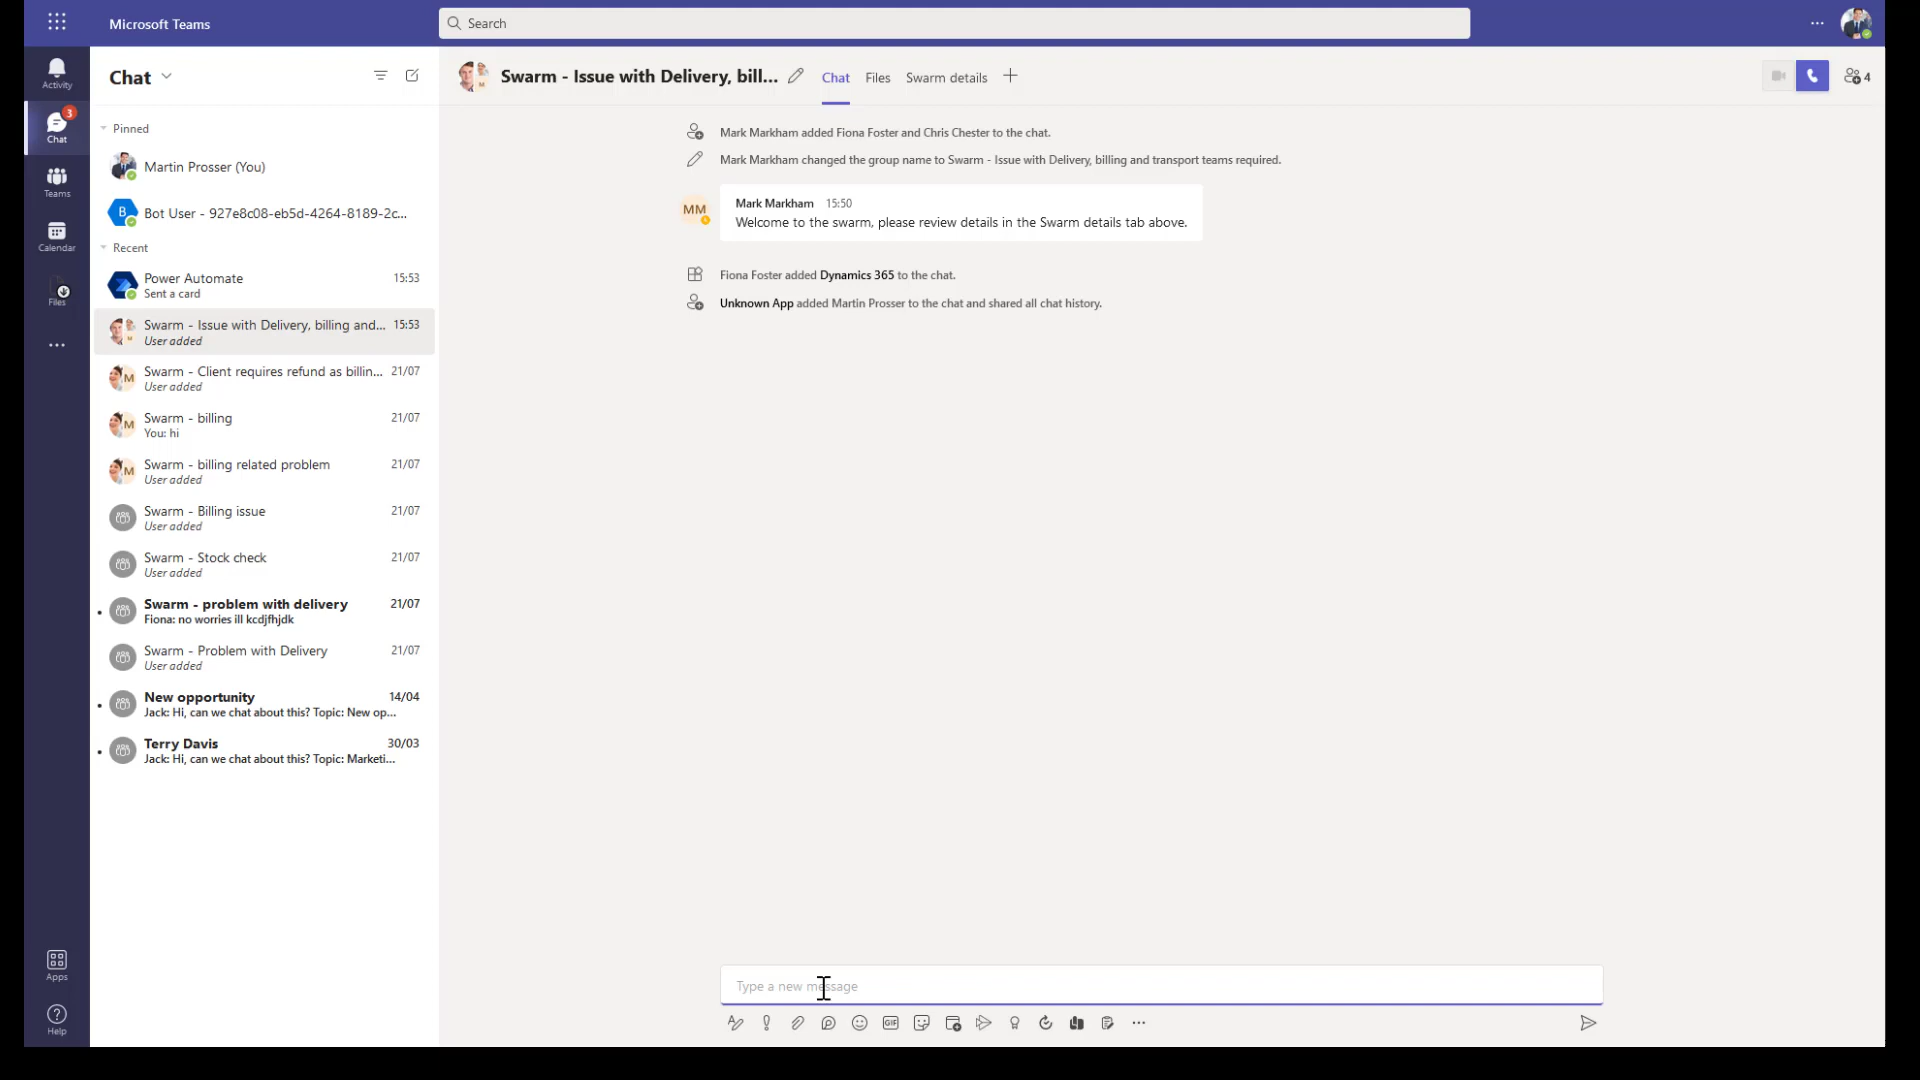 Microsoft Teams
Search
Activity
3
Chat
Teams
Calendar
Files
Apps
Help
Chat
Pinned
Martin Prosser (You)
B
Bot User - 927e8c08-eb5d-4264-8189-2c...
Recent
Power Automate 15:53
Sent a card
Swarm - Issue with Delivery, billing and... 15:53
User added
M
Swarm - Client requires refund as billin... 21/07
User added
M
Swarm - billing 21/07
You: hi
M
Swarm - billing related problem 21/07
User added
Swarm - Billing issue 21/07
User added
Swarm - Stock check 21/07
User added
Swarm - problem with delivery 21/07
Fiona: no worries ill kcdjfhjdk
Swarm - Problem with Delivery 21/07
User added
New opportunity 14/04
Jack: Hi, can we chat about this? Topic: New op...
Terry Davis 30/03
Jack: Hi, can we chat about this? Topic: Marketi...
Swarm - Issue with Delivery, bill... Chat Files Swarm details 4
Mark Markham added Fiona Foster and Chris Chester to the chat.
Mark Markham changed the group name to Swarm - Issue with Delivery, billing and transport teams required.
MM
Mark Markham 15:50
Welcome to the swarm, please review details in the Swarm details tab above.
Fiona Foster added Dynamics 365 to the chat.
Unknown App added Martin Prosser to the chat and shared all chat history.
Type a new message
GIF